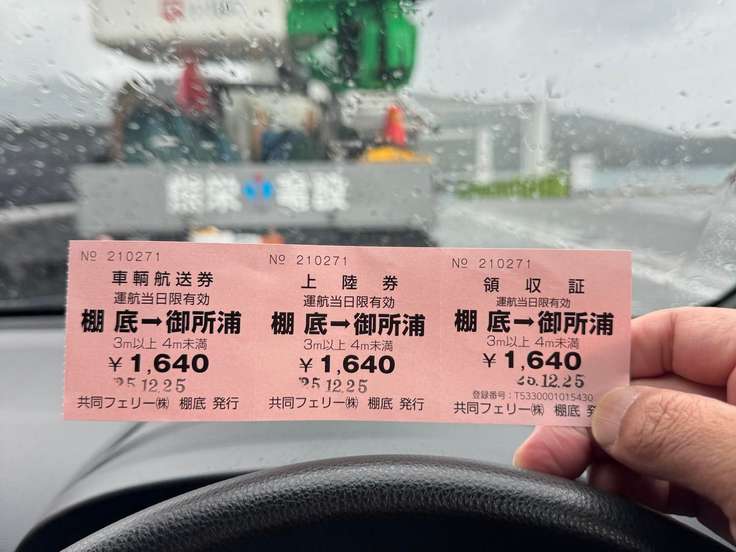 熊栄 電設
№ 210271
車輌航送券
運航当日限有効
棚 底→御所浦
3m以上 4m未満
¥1,640
25.12.25
共同フェリー㈱ 棚底 発行
№ 210271
上陸券
運航当日限有効
棚 底→御所浦
3m以上 4m未満
¥1,640
25.12.25
共同フェリー㈱ 棚底 発行
№ 210271
領収証
運航当日限有効
棚 底→御所浦
3m以上 4m未満
¥1,640
25.12.25
登録番号：T5330001015430
共同フェリー㈱ 棚底 発